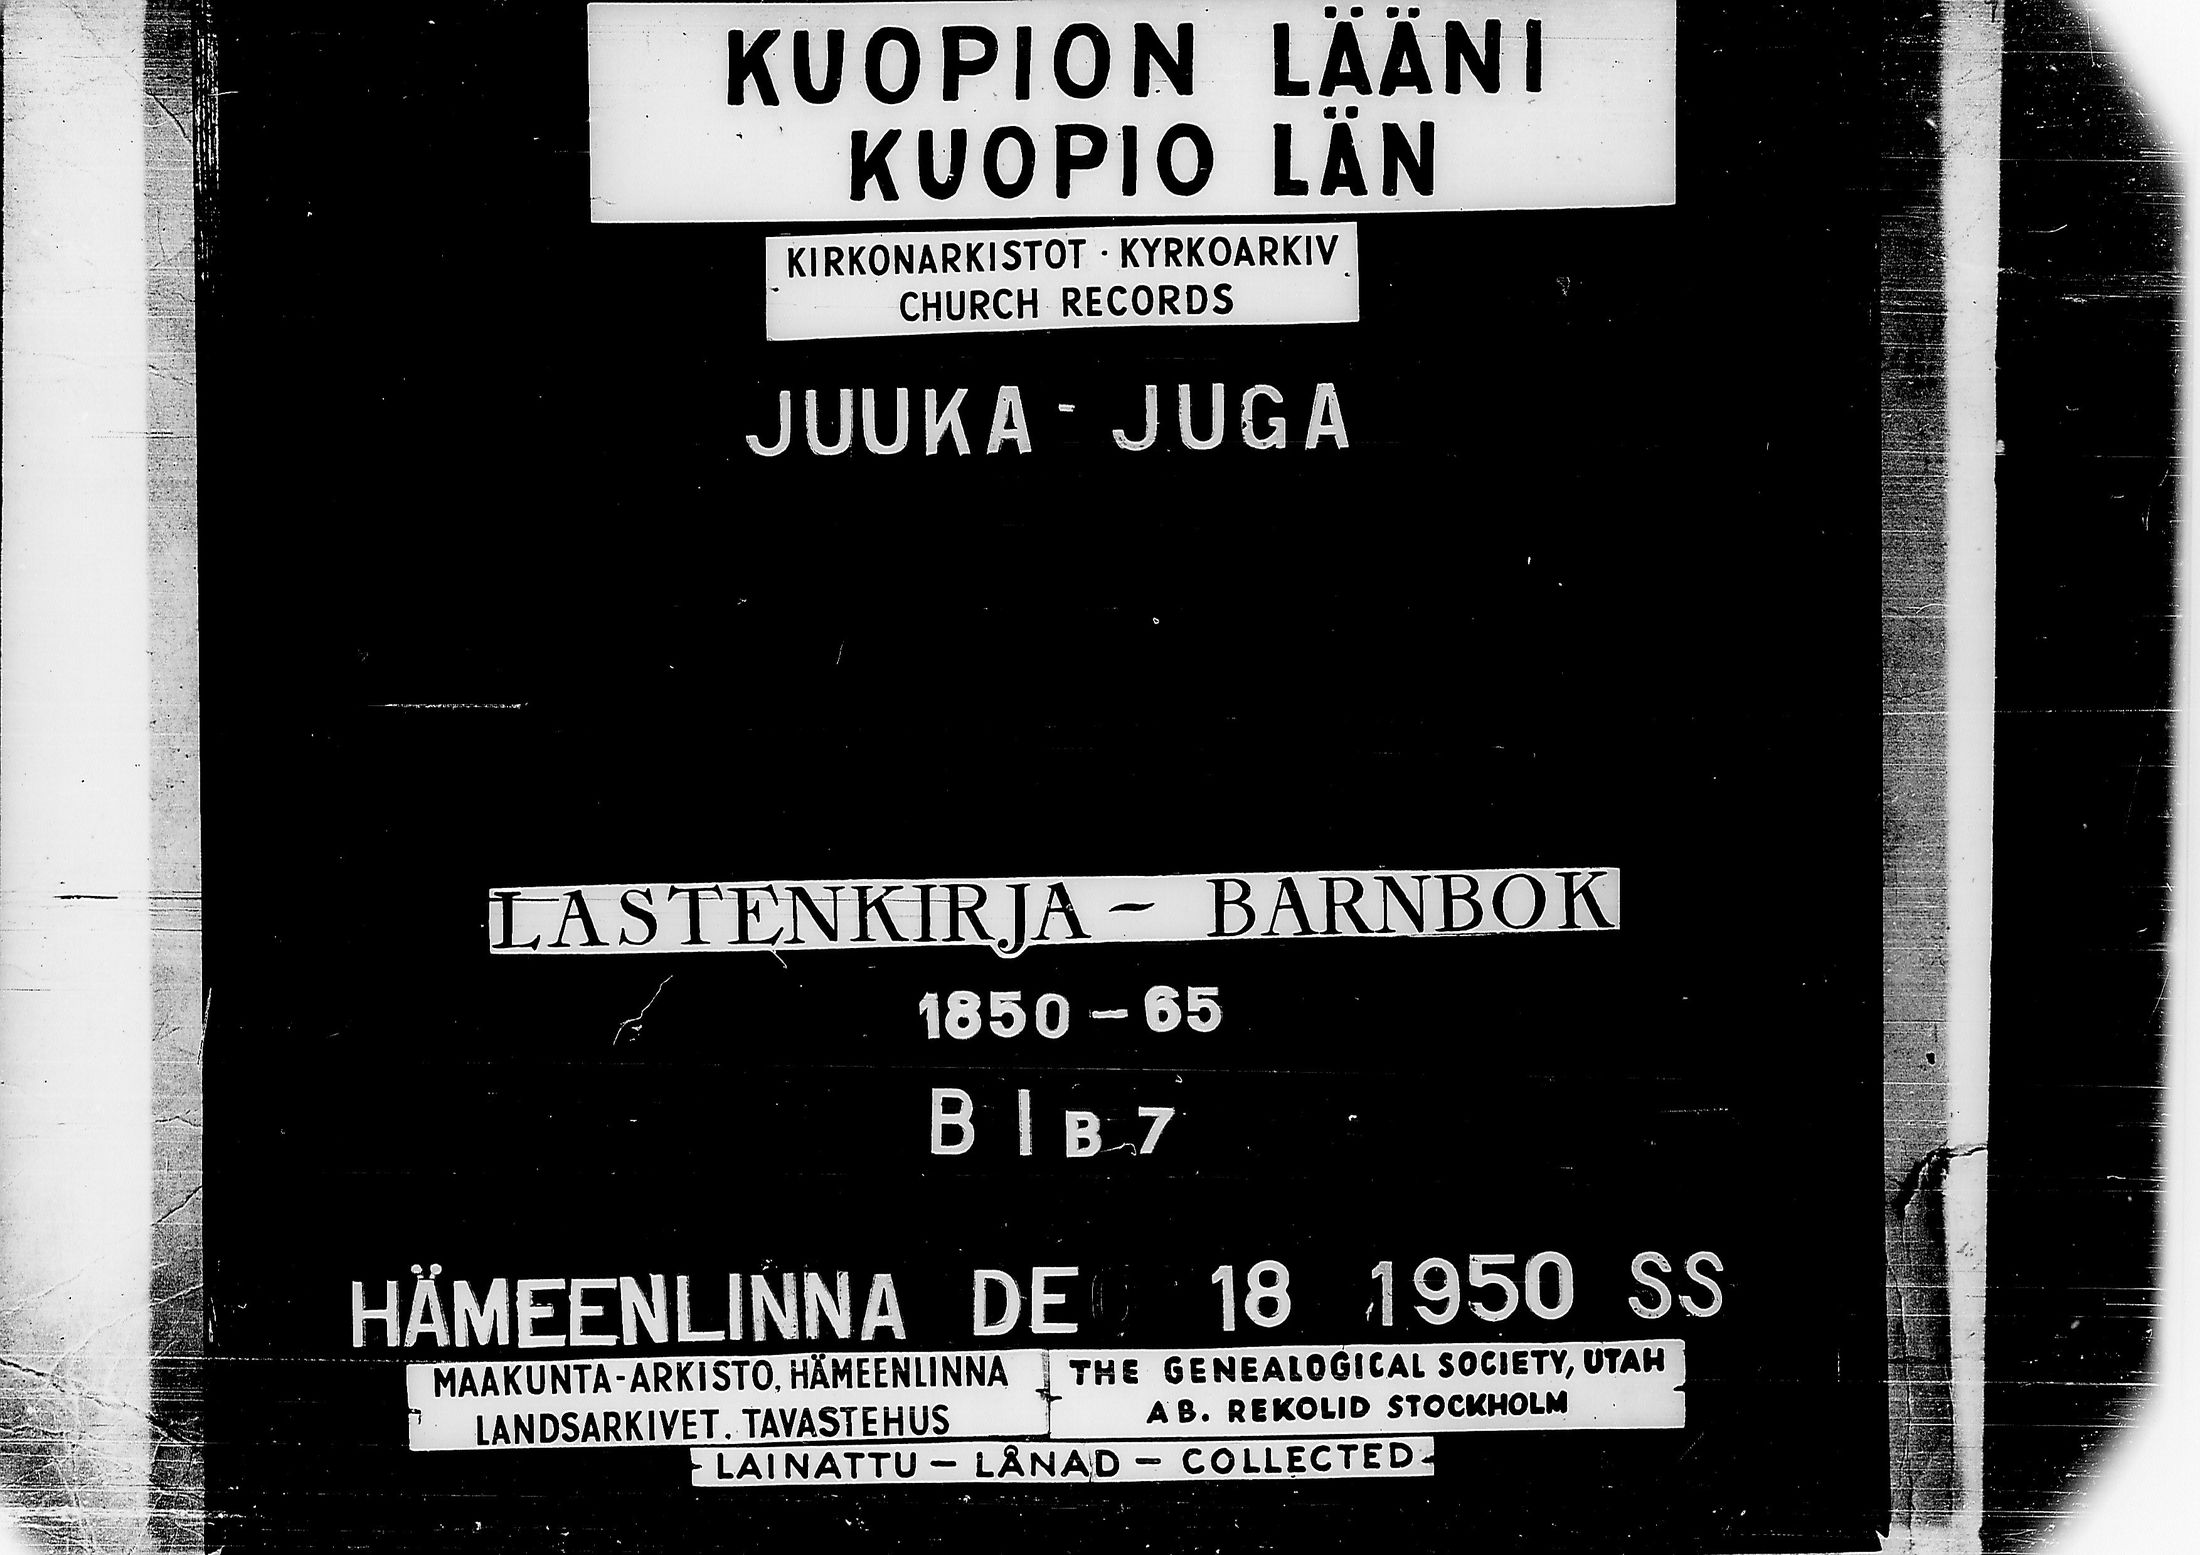 KUOPION LÄÄNI
KUOPIO LÄN
KIRKONARKISTOT · KYRKOARKIV
CHURCH RECORDS
JUUKA - JUGA
LASTENKIRJA - BARNBOK
1850 - 65
B I B 7
HÄMEENLINNA DE 18 1950 SS
MAAKUNTA-ARKISTO, HÄMEENLINNA
LANDSARKIVET. TAVASTEHUS
THE GENEALOGICAL SOCIETY, UTAH
AB. REKOLID STOCKHOLM
LAINATTU - LÅNAD - COLLECTED